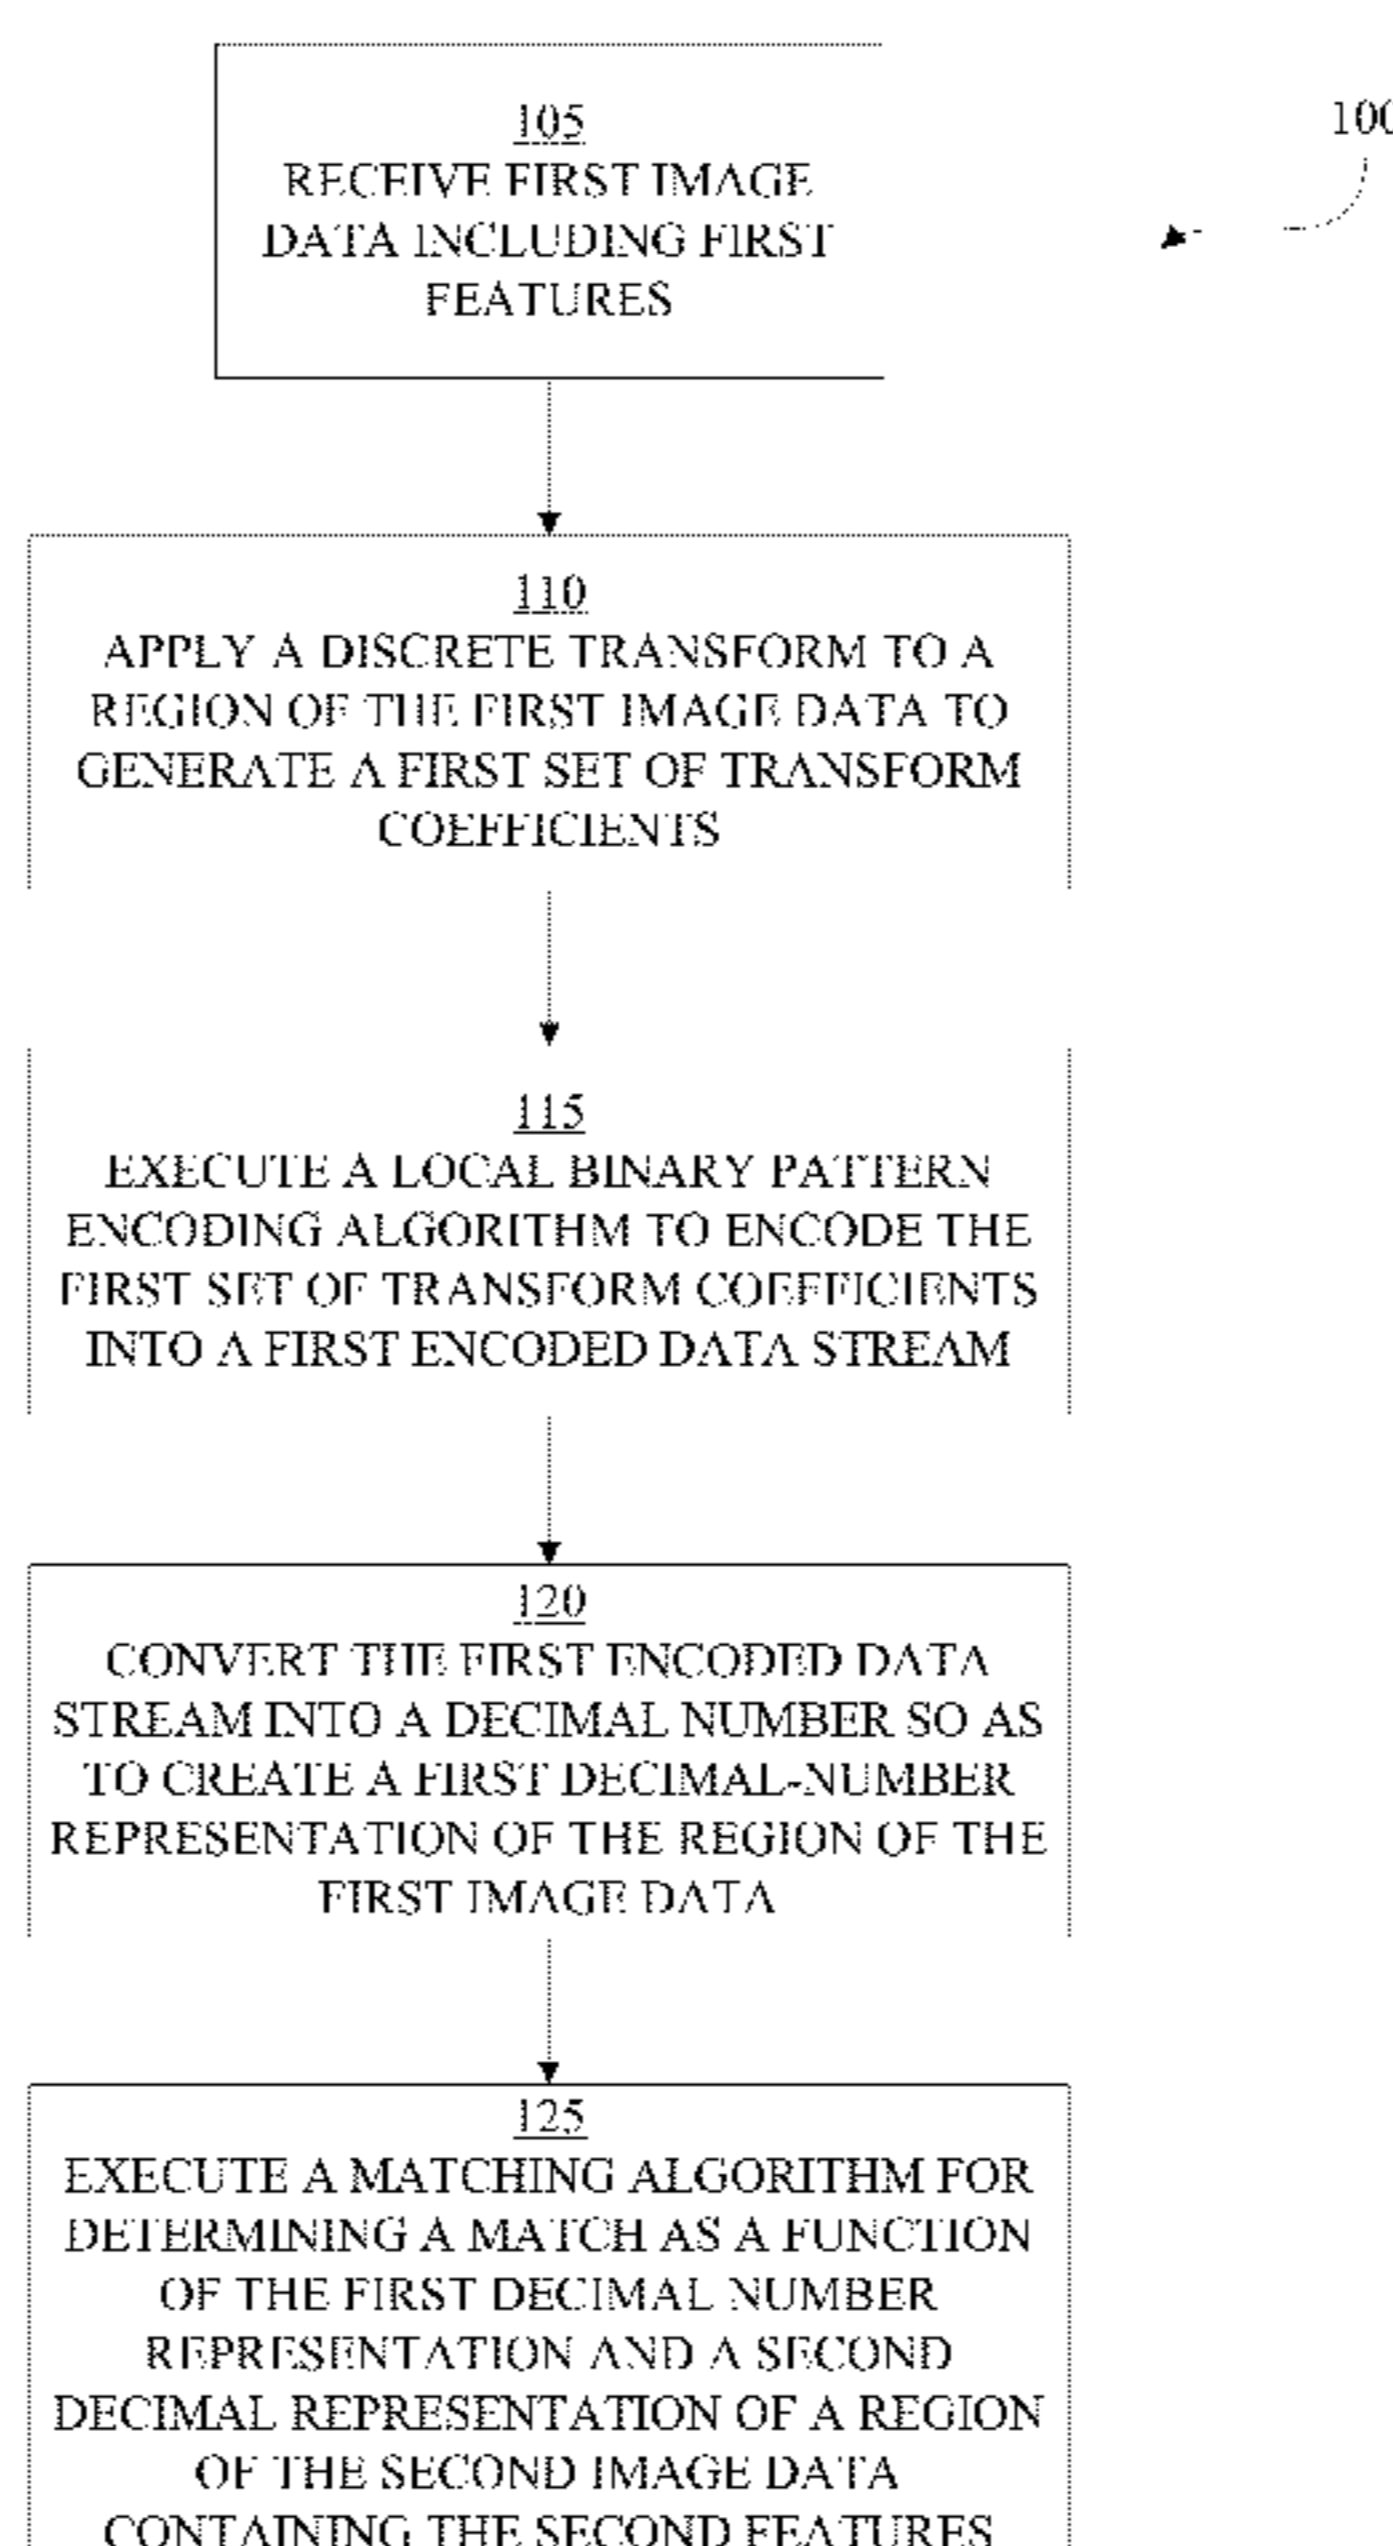 100
105
RECEIVE FIRST IMAGE
DATA INCLUDING FIRST
FEATURES
110
APPLY A DISCRETE TRANSFORM TO A
REGION OF THE FIRST IMAGE DATA TO
GENERATE A FIRST SET OF TRANSFORM
COEFFICIENTS
115
EXECUTE A LOCAL BINARY PATTERN
ENCODING ALGORITHM TO ENCODE THE
FIRST SET OF TRANSFORM COEFFICIENTS
INTO A FIRST ENCODED DATA STREAM
120
CONVERT THE FIRST ENCODED DATA
STREAM INTO A DECIMAL NUMBER SO AS
TO CREATE A FIRST DECIMAL-NUMBER
REPRESENTATION OF THE REGION OF THE
FIRST IMAGE DATA
125
EXECUTE A MATCHING ALGORITHM FOR
DETERMINING A MATCH AS A FUNCTION
OF THE FIRST DECIMAL NUMBER
REPRESENTATION AND A SECOND
DECIMAL REPRESENTATION OF A REGION
OF THE SECOND IMAGE DATA
CONTAINING THE SECOND FEATURES